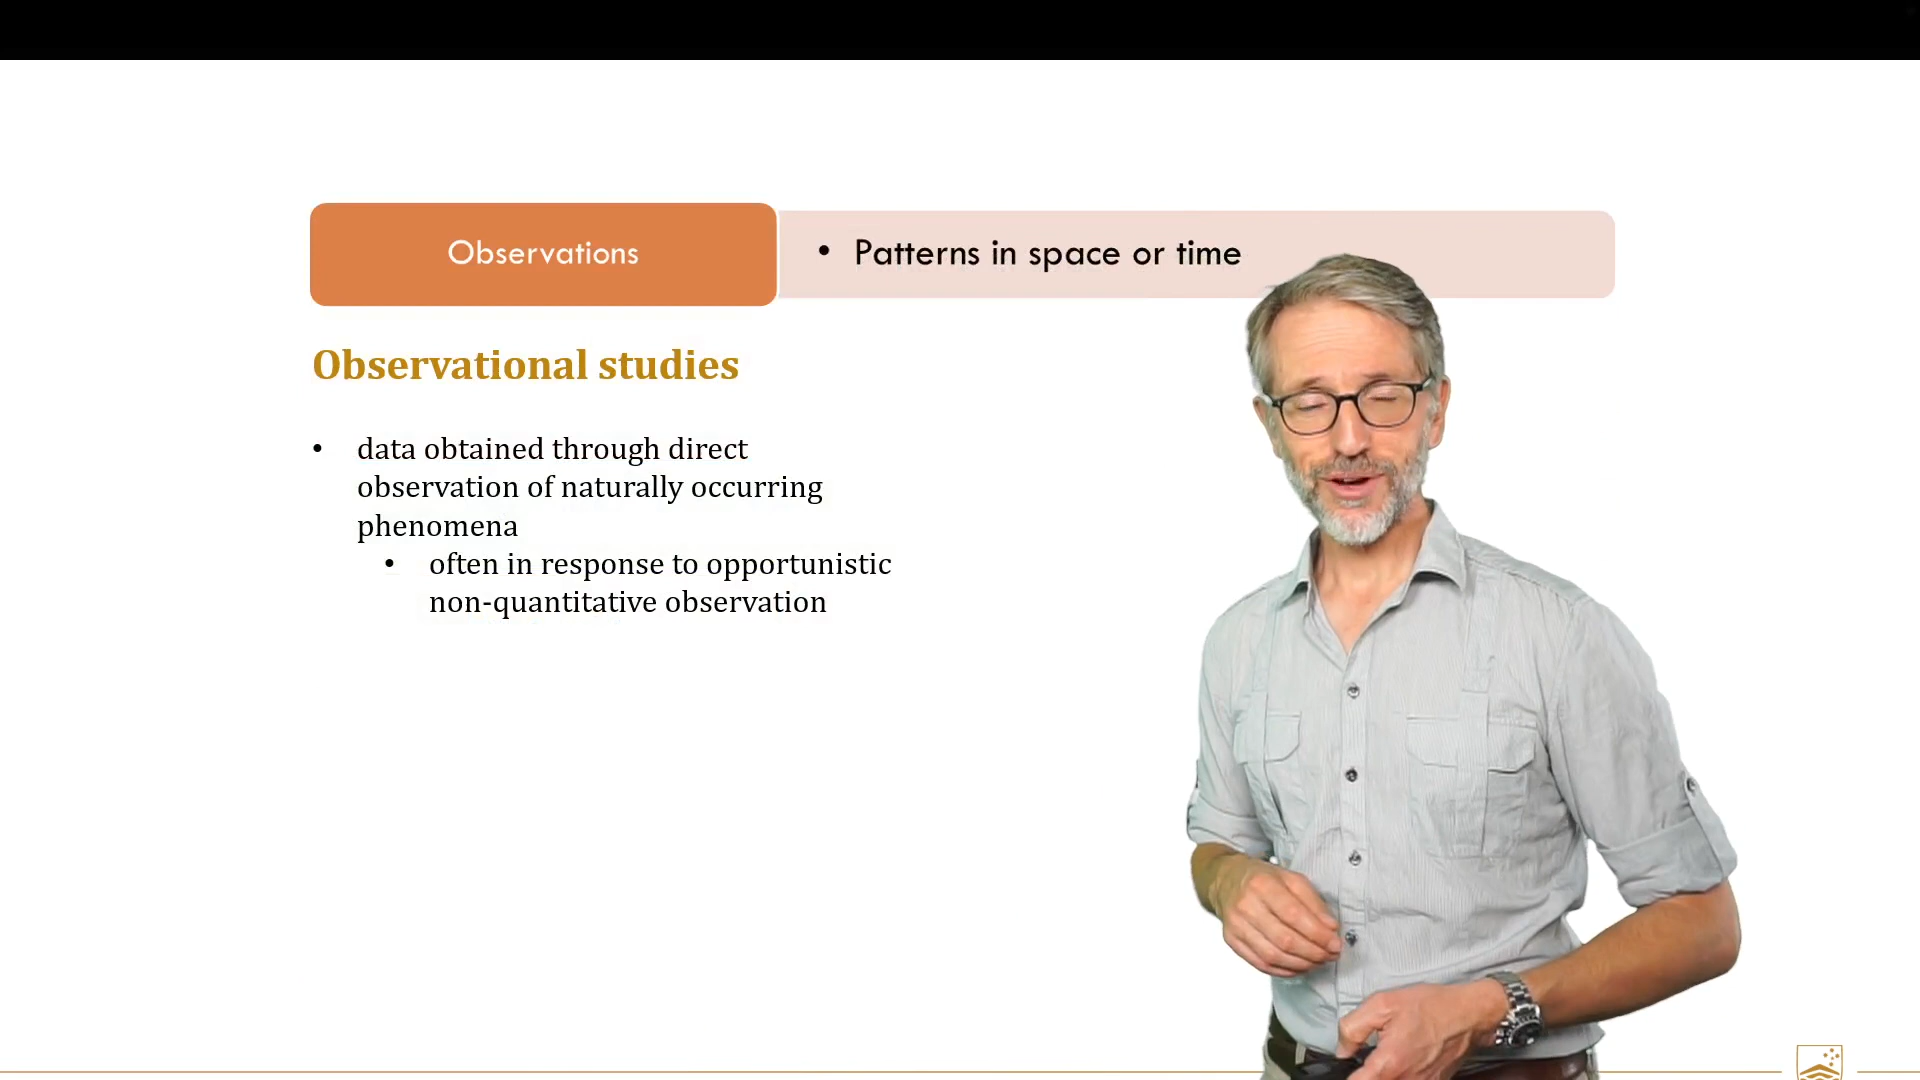 Observations
• Patterns in space or time
Observational studies
• data obtained through direct
observation of naturally occurring
phenomena
• often in response to opportunistic
non-quantitative observation